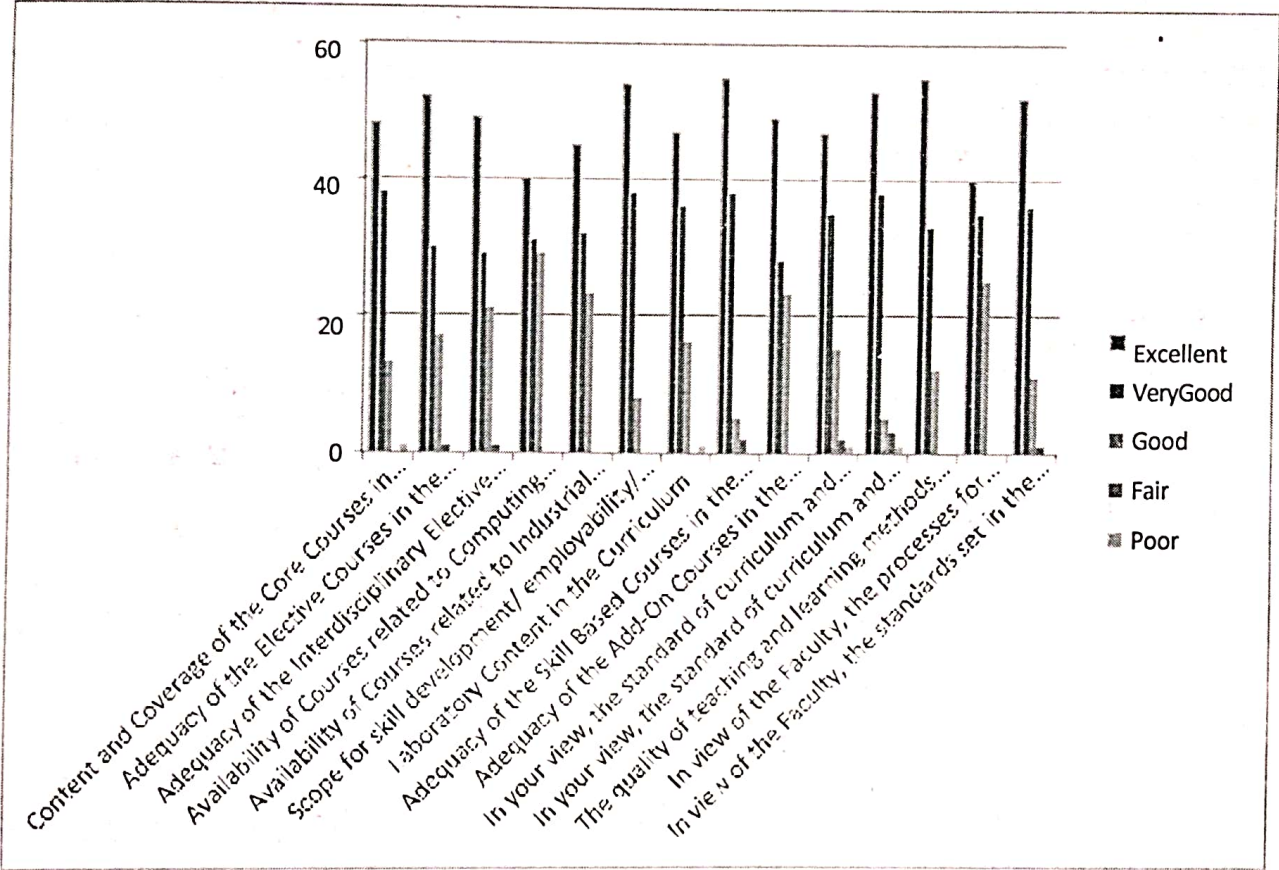 60
40
20
0
Excellent
VeryGood
Good
Fair
Poor
Content and Coverage of the Core Courses in...
Adequacy of the Elective Courses in the...
Adequacy of the Interdisciplinary Elective...
Availability of Courses related to Computing...
Availability of Courses related to Industrial...
Scope for skill development/ employability/...
Laboratory Content in the Curriculum
Adequacy of the Skill Based Courses in the...
Adequacy of the Add-On Courses in the...
In your view, the standard of curriculum and...
In your view, the standard of curriculum and...
The quality of teaching and learning methods...
In view of the Faculty, the processes for...
In view of the Faculty, the standards set in the...